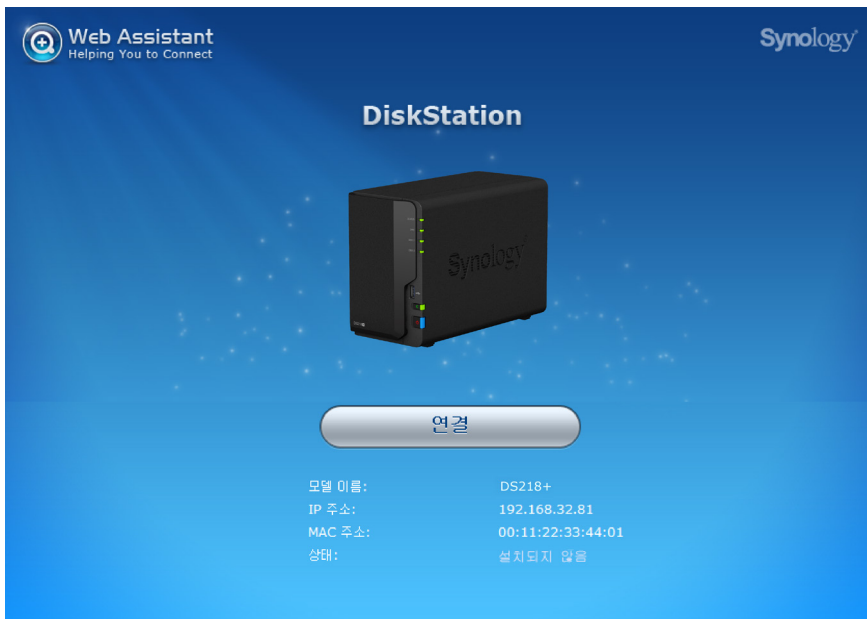 Web Assistant
Helping You to Connect
Synology
DiskStation
Synology
연결
모델 이름: DS218+
IP 주소: 192.168.32.81
MAC 주소: 00:11:22:33:44:01
상태: 설치되지 않음